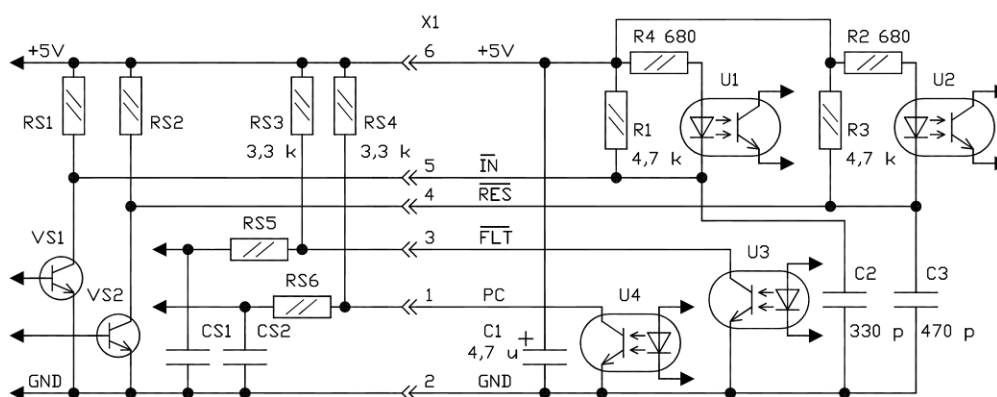 X1
R4 680
R2 680
+5V
6
+5V
U1
U2
RS1
RS2
RS3
RS4
3,3 k
3,3 k
R1
4,7 k
R3
4,7 k
5
IN
4
RES
RS5
3
FLT
VS1
U3
RS6
1
PC
U4
C2
C3
VS2
CS1
CS2
C1
4,7 u
+
330 p
470 p
GND
2
GND